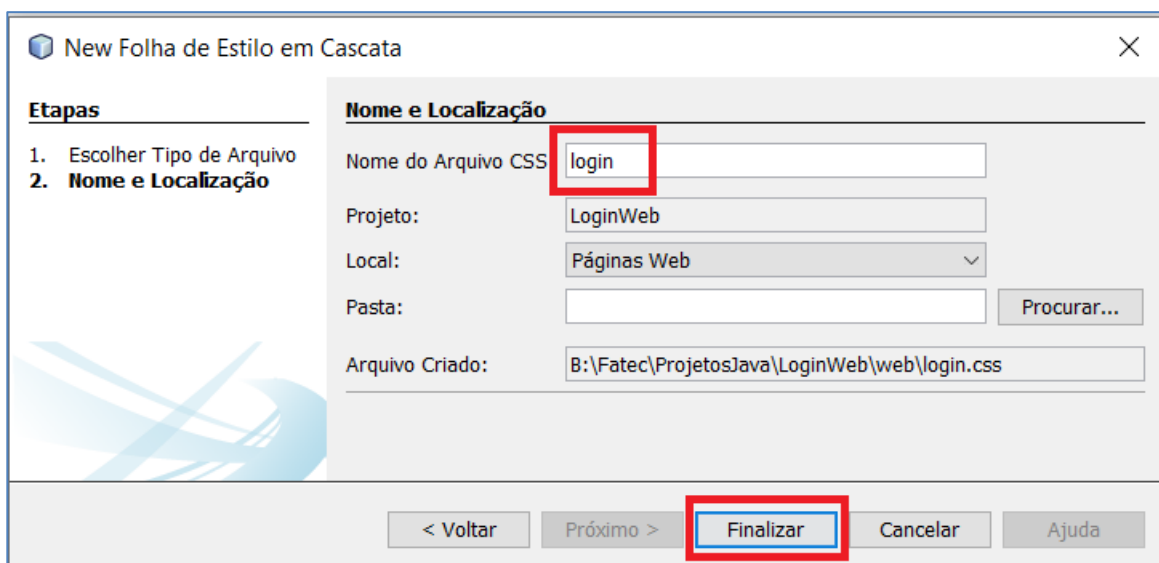 New Folha de Estilo em Cascata
Etapas
1. Escolher Tipo de Arquivo
2. Nome e Localização
Nome e Localização
Nome do Arquivo CSS login
Projeto: LoginWeb
Local: Páginas Web
Pasta: Procurar...
Arquivo Criado: B:\Fatec\ProjetosJava\LoginWeb\web\login.css
< Voltar Próximo > Finalizar Cancelar Ajuda